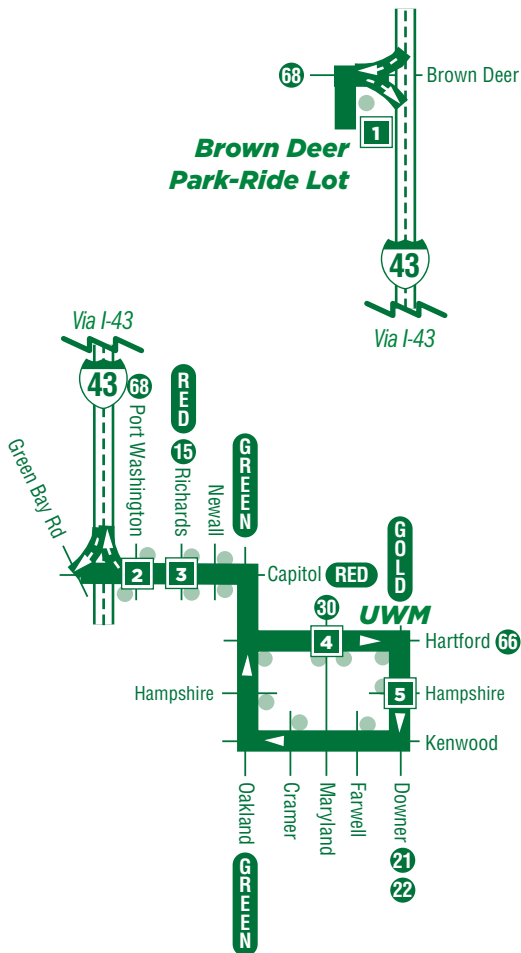 68
Brown Deer
1
Brown Deer
Park-Ride Lot
43
Via I-43
Via I-43
43
68
RED
Port Washington
15
Richards
Newall
GREEN
Green Bay Rd
2
3
Capitol
RED
GOLD
30
UWM
4
Hartford
66
Hampshire
5
Hampshire
Kenwood
Oakland
Cramer
Maryland
Farwell
Downer
21
22
GREEN